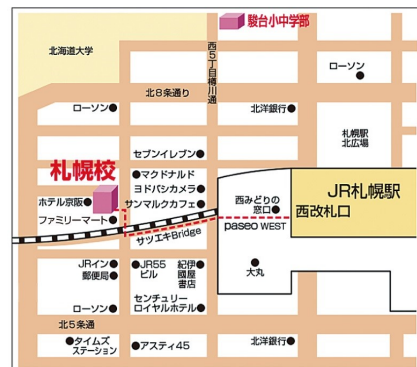 駿台小中学部
北海道大学
西5丁目樽川通
ローソン
北8条通り
ローソン
北洋銀行
札幌駅
北広場
セブンイレブン
札幌校
マクドナルド
ヨドバシカメラ
サンマルクカフェ
ホテル京阪
ファミリーマート
西みどりの
窓口
JR札幌駅
西改札口
サツエキBridge
paseo WEST
JRイン
郵便局
JR55
ビル
紀伊
國屋
書店
大丸
ローソン
センチュリー
ロイヤルホテル
北5条通
タイムズ
ステーション
アスティ45
北洋銀行